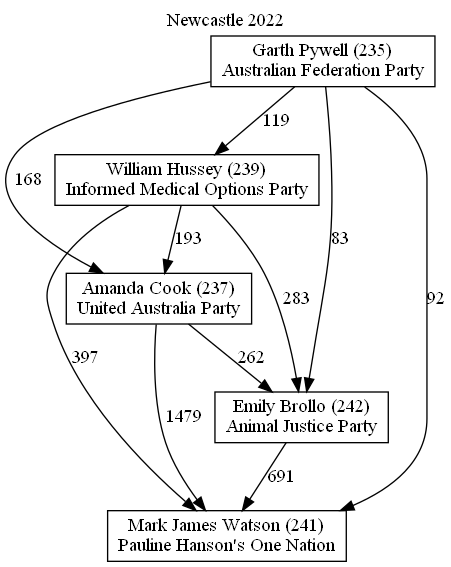 Newcastle 2022
Garth Pywell (235)
Australian Federation Party
119
168
William Hussey (239)
Informed Medical Options Party
193
83
Amanda Cook (237)
United Australia Party
283
92
397
262
1479
Emily Brollo (242)
Animal Justice Party
691
Mark James Watson (241)
Pauline Hanson's One Nation